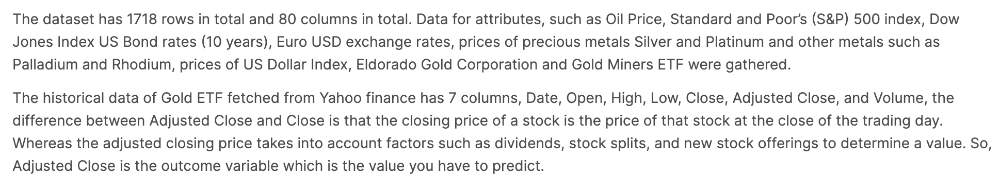 The dataset has 1718 rows in total and 80 columns in total. Data for attributes, such as Oil Price, Standard and Poor’s (S&P) 500 index, Dow
Jones Index US Bond rates (10 years), Euro USD exchange rates, prices of precious metals Silver and Platinum and other metals such as
Palladium and Rhodium, prices of US Dollar Index, Eldorado Gold Corporation and Gold Miners ETF were gathered.
The historical data of Gold ETF fetched from Yahoo finance has 7 columns, Date, Open, High, Low, Close, Adjusted Close, and Volume, the
difference between Adjusted Close and Close is that the closing price of a stock is the price of that stock at the close of the trading day.
Whereas the adjusted closing price takes into account factors such as dividends, stock splits, and new stock offerings to determine a value. So,
Adjusted Close is the outcome variable which is the value you have to predict.